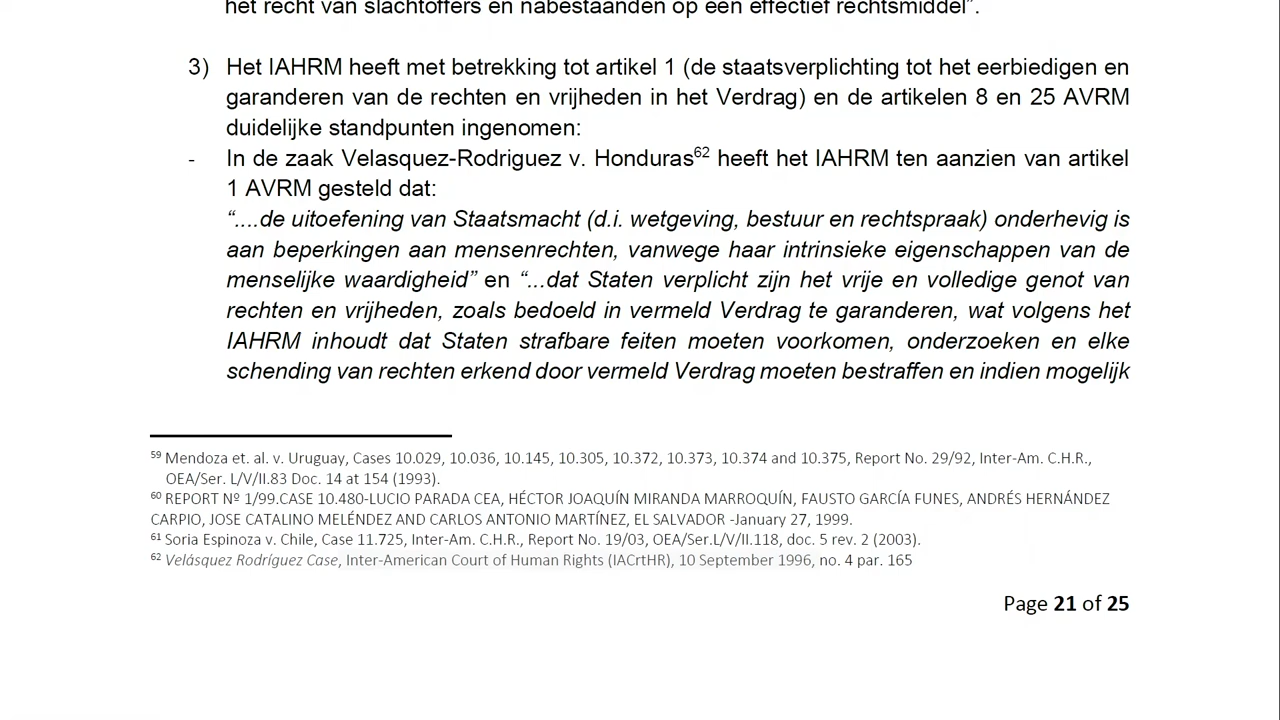 het recht van slachtoffers en nabestaanden op een effectief rechtsmiddel”.
3) Het IAHRM heeft met betrekking tot artikel 1 (de staatsverplichting tot het eerbiedigen en
garanderen van de rechten en vrijheden in het Verdrag) en de artikelen 8 en 25 AVRM
duidelijke standpunten ingenomen:
- In de zaak Velasquez-Rodriguez v. Honduras62 heeft het IAHRM ten aanzien van artikel
1 AVRM gesteld dat:
“....de uitoefening van Staatsmacht (d.i. wetgeving, bestuur en rechtspraak) onderhevig is
aan beperkingen aan mensenrechten, vanwege haar intrinsieke eigenschappen van de
menselijke waardigheid” en “...dat Staten verplicht zijn het vrije en volledige genot van
rechten en vrijheden, zoals bedoeld in vermeld Verdrag te garanderen, wat volgens het
IAHRM inhoudt dat Staten strafbare feiten moeten voorkomen, onderzoeken en elke
schending van rechten erkend door vermeld Verdrag moeten bestraffen en indien mogelijk
59 Mendoza et. al. v. Uruguay, Cases 10.029, 10.036, 10.145, 10.305, 10.372, 10.373, 10.374 and 10.375, Report No. 29/92, Inter-Am. C.H.R.,
OEA/Ser. L/V/II.83 Doc. 14 at 154 (1993).
60 REPORT Nº 1/99.CASE 10.480-LUCIO PARADA CEA, HÉCTOR JOAQUÍN MIRANDA MARROQUÍN, FAUSTO GARCÍA FUNES, ANDRÉS HERNÁNDEZ
CARPIO, JOSE CATALINO MELÉNDEZ AND CARLOS ANTONIO MARTÍNEZ, EL SALVADOR -January 27, 1999.
61 Soria Espinoza v. Chile, Case 11.725, Inter-Am. C.H.R., Report No. 19/03, OEA/Ser.L/V/II.118, doc. 5 rev. 2 (2003).
62 Velásquez Rodríguez Case, Inter-American Court of Human Rights (IACrtHR), 10 September 1996, no. 4 par. 165
Page 21 of 25